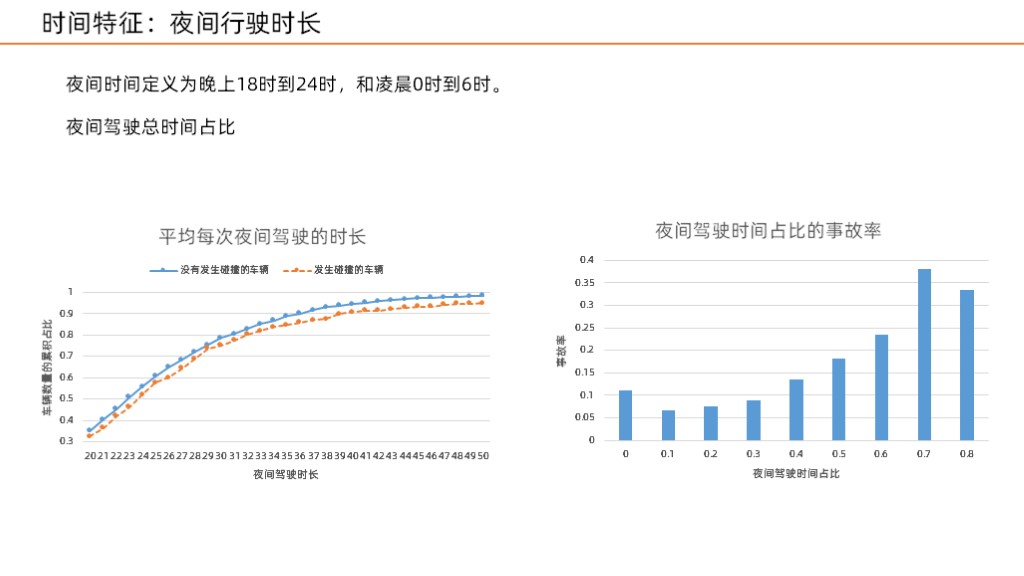 时间特征：夜间行驶时长
夜间时间定义为晚上18时到24时，和凌晨0时到6时。
夜间驾驶总时间占比
平均每次夜间驾驶的时长
没有发生碰撞的车辆 发生碰撞的车辆
车辆数量的累积占比
1
0.9
0.8
0.7
0.6
0.5
0.4
0.3
20 21 22 23 24 25 26 27 28 29 30 31 32 33 34 35 36 37 38 39 40 41 42 43 44 45 46 47 48 49 50
夜间驾驶时长
夜间驾驶时间占比的事故率
事故率
0.4
0.35
0.3
0.25
0.2
0.15
0.1
0.05
0
0 0.1 0.2 0.3 0.4 0.5 0.6 0.7 0.8
夜间驾驶时间占比